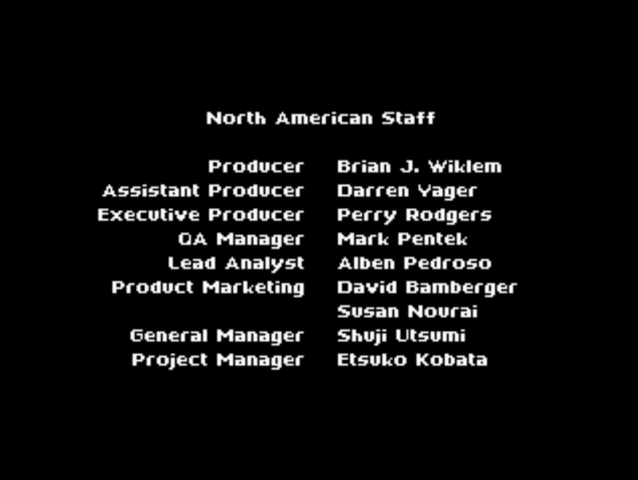 North American Staff
Producer Brian J. Wiklem
Assistant Producer Darren Yager
Executive Producer Perry Rodgers
QA Manager Mark Pentek
Lead Analyst Alben Pedroso
Product Marketing David Bamberger
Susan Nourai
General Manager Shuji Utsumi
Project Manager Etsuko Kobata